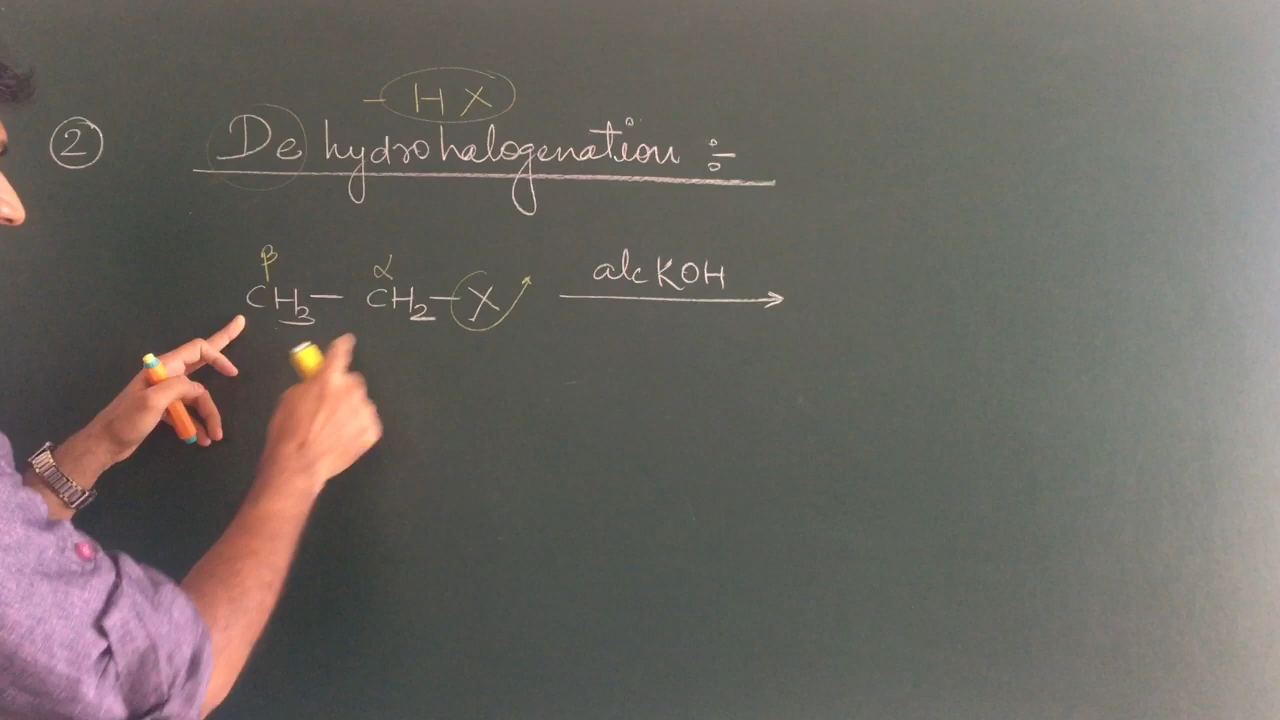 - HX
② Dehydrohalogenation :-
β α
CH3 - CH2 - X alc KOH